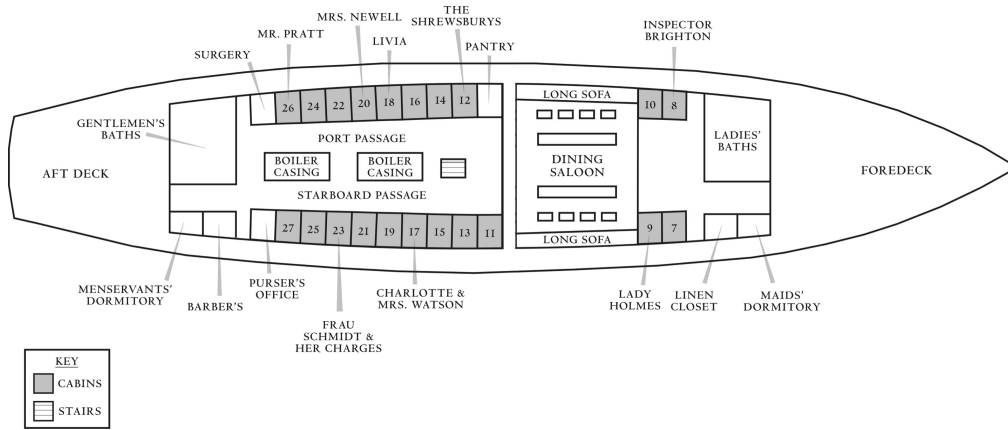 MRS. NEWELL
THE
SHREWSBURYS
MR. PRATT
LIVIA
PANTRY
SURGERY
INSPECTOR
BRIGHTON
26 24 22 20 18 16 14 12
LONG SOFA
10 8
GENTLEMEN'S
BATHS
PORT PASSAGE
LADIES'
BATHS
BOILER
CASING
BOILER
CASING
DINING
SALOON
AFT DECK
FOREDECK
STARBOARD PASSAGE
27 25 23 21 19 17 15 13 11
LONG SOFA
9 7
MENSERVANTS'
DORMITORY
BARBER'S
PURSER'S
OFFICE
FRAU
SCHMIDT &
HER CHARGES
CHARLOTTE &
MRS. WATSON
LADY
HOLMES
LINEN
CLOSET
MAIDS'
DORMITORY
KEY
CABINS
STAIRS